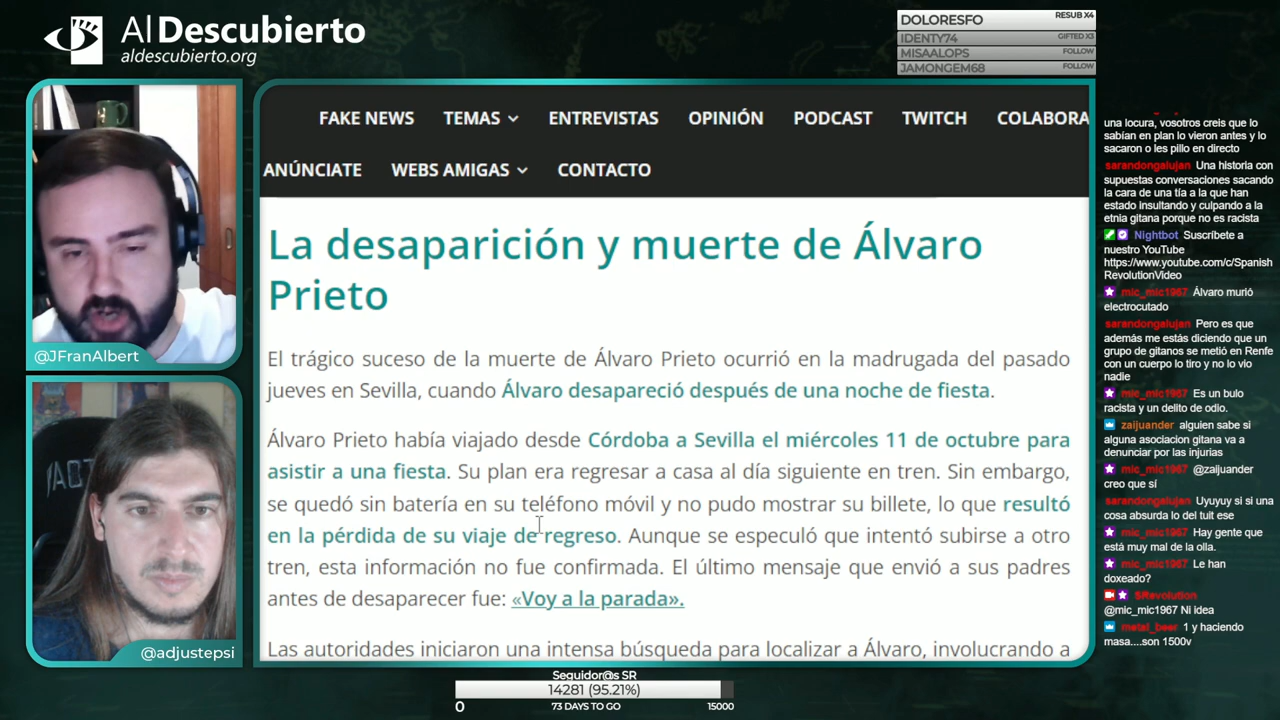 Al Descubierto
aldescubierto.org
DOLORESFO RESUB X4
IDENTY74 GIFTED X3
MISAALOPS FOLLOW
JAMONGEM68 FOLLOW
FAKE NEWS TEMAS ENTREVISTAS OPINIÓN PODCAST TWITCH COLABORA
ANÚNCIATE WEBS AMIGAS CONTACTO
La desaparición y muerte de Álvaro
Prieto
El trágico suceso de la muerte de Álvaro Prieto ocurrió en la madrugada del pasado
jueves en Sevilla, cuando Álvaro desapareció después de una noche de fiesta.
Álvaro Prieto había viajado desde Córdoba a Sevilla el miércoles 11 de octubre para
asistir a una fiesta. Su plan era regresar a casa al día siguiente en tren. Sin embargo,
se quedó sin batería en su teléfono móvil y no pudo mostrar su billete, lo que resultó
en la pérdida de su viaje de regreso. Aunque se especuló que intentó subirse a otro
tren, esta información no fue confirmada. El último mensaje que envió a sus padres
antes de desaparecer fue: «Voy a la parada».
Las autoridades iniciaron una intensa búsqueda para localizar a Álvaro, involucrando a
@JFranAlbert
@adjustepsi
una locura, vosotros creis que lo
sabían en plan lo vieron antes y lo
sacaron o les pillo en directo
sarandongalujan Una historia con
supuestas conversaciones sacando
la cara de una tía a la que han
estado insultando y culpando a la
etnia gitana porque no es racista
Nightbot Suscríbete a
nuestro YouTube
https://www.youtube.com/c/Spanish
RevolutionVideo
mic_mic1967 Álvaro murió
electrocutado
sarandongalujan Pero es que
además me estás diciendo que un
grupo de gitanos se metió en Renfe
con un cuerpo lo tiro y no lo vio
nadie
mic_mic1967 Es un bulo
racista y un delito de odio.
zaijuander alguien sabe si
alguna asociacion gitana va a
denunciar por las injurias
mic_mic1967 @zaijuander
creo que sí
sarandongalujan Uyuyuy si si una
cosa absurda lo del tuit ese
mic_mic1967 Hay gente que
está muy mal de la olla.
mic_mic1967 Le han
doxeado?
SRevolution
@mic_mic1967 Ni idea
metal_beer 1 y haciendo
masa....son 1500v
Seguidor@s SR
14281 (95.21%)
0 73 DAYS TO GO 15000